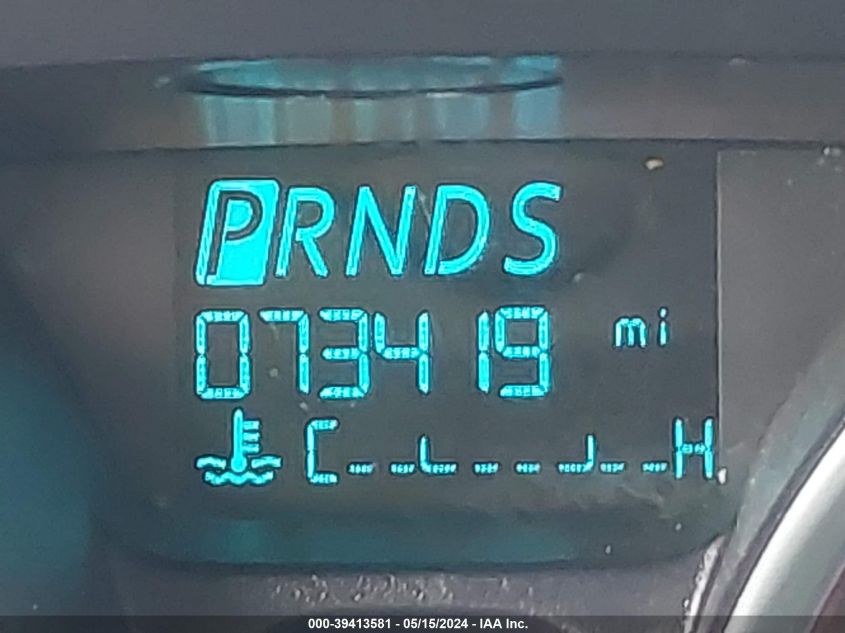 PRNDS
073419 mi
C H
000-39413581 - 05/15/2024 - IAA Inc.